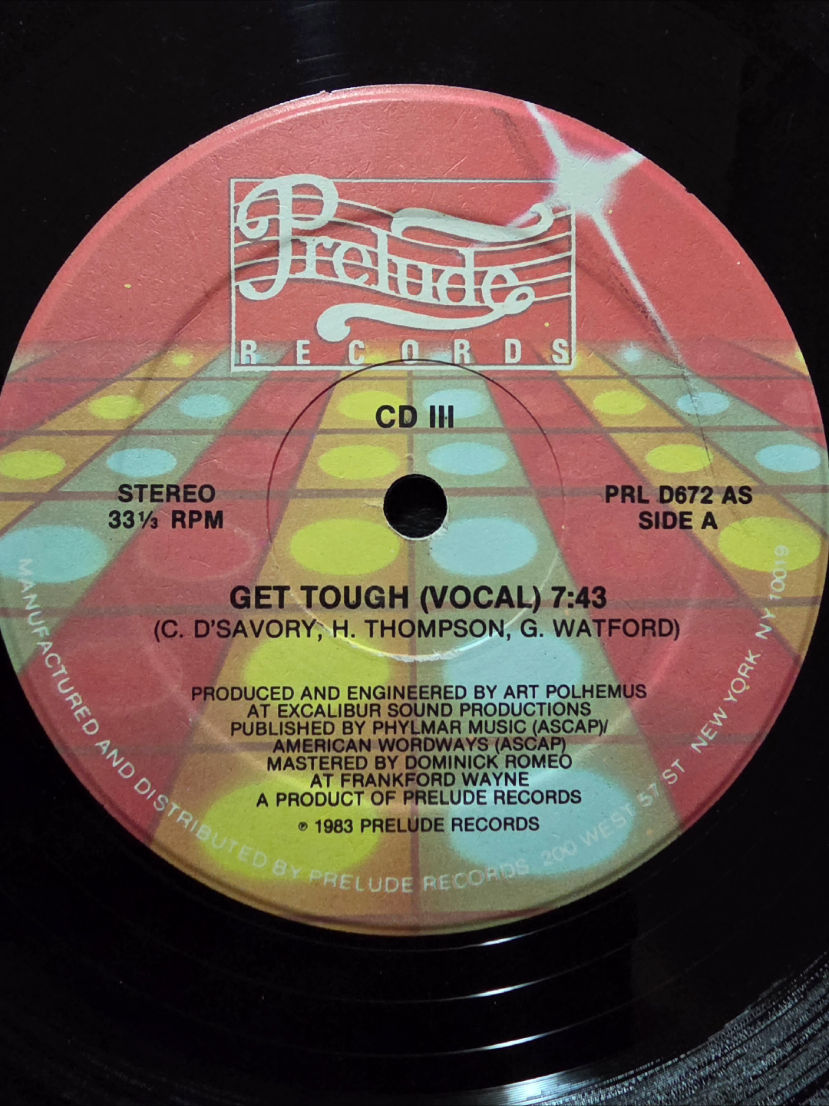 Prelude
RECORDS
CD III
STEREO
33⅓ RPM
PRL D672 AS
SIDE A
GET TOUGH (VOCAL) 7:43
(C. D'SAVORY, H. THOMPSON, G. WATFORD)
PRODUCED AND ENGINEERED BY ART POLHEMUS
AT EXCALIBUR SOUND PRODUCTIONS
PUBLISHED BY PHYLMAR MUSIC (ASCAP)/
AMERICAN WORDWAYS (ASCAP)
MASTERED BY DOMINICK ROMEO
AT FRANKFORD WAYNE
A PRODUCT OF PRELUDE RECORDS
℗ 1983 PRELUDE RECORDS
MANUFACTURED AND DISTRIBUTED BY PRELUDE RECORDS 200 WEST 57 ST NEW YORK NY 10019